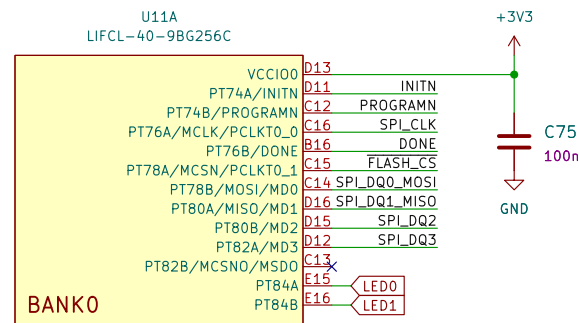 U11A
LIFCL-40-9BG256C
+3V3
VCCIO0 D13
PT74A/INITN D11 INITN
PT74B/PROGRAMN C12 PROGRAMN
PT76A/MCLK/PCLKT0_0 C16 SPI_CLK
PT76B/DONE B16 DONE
PT78A/MCSN/PCLKT0_1 C15 FLASH_CS
PT78B/MOSI/MD0 C14 SPI_DQ0_MOSI
PT80A/MISO/MD1 D16 SPI_DQ1_MISO
PT80B/MD2 D15 SPI_DQ2
PT82A/MD3 D12 SPI_DQ3
PT82B/MCSNO/MSDO C13
PT84A E15 LED0
PT84B E16 LED1
BANK0
C75
GND